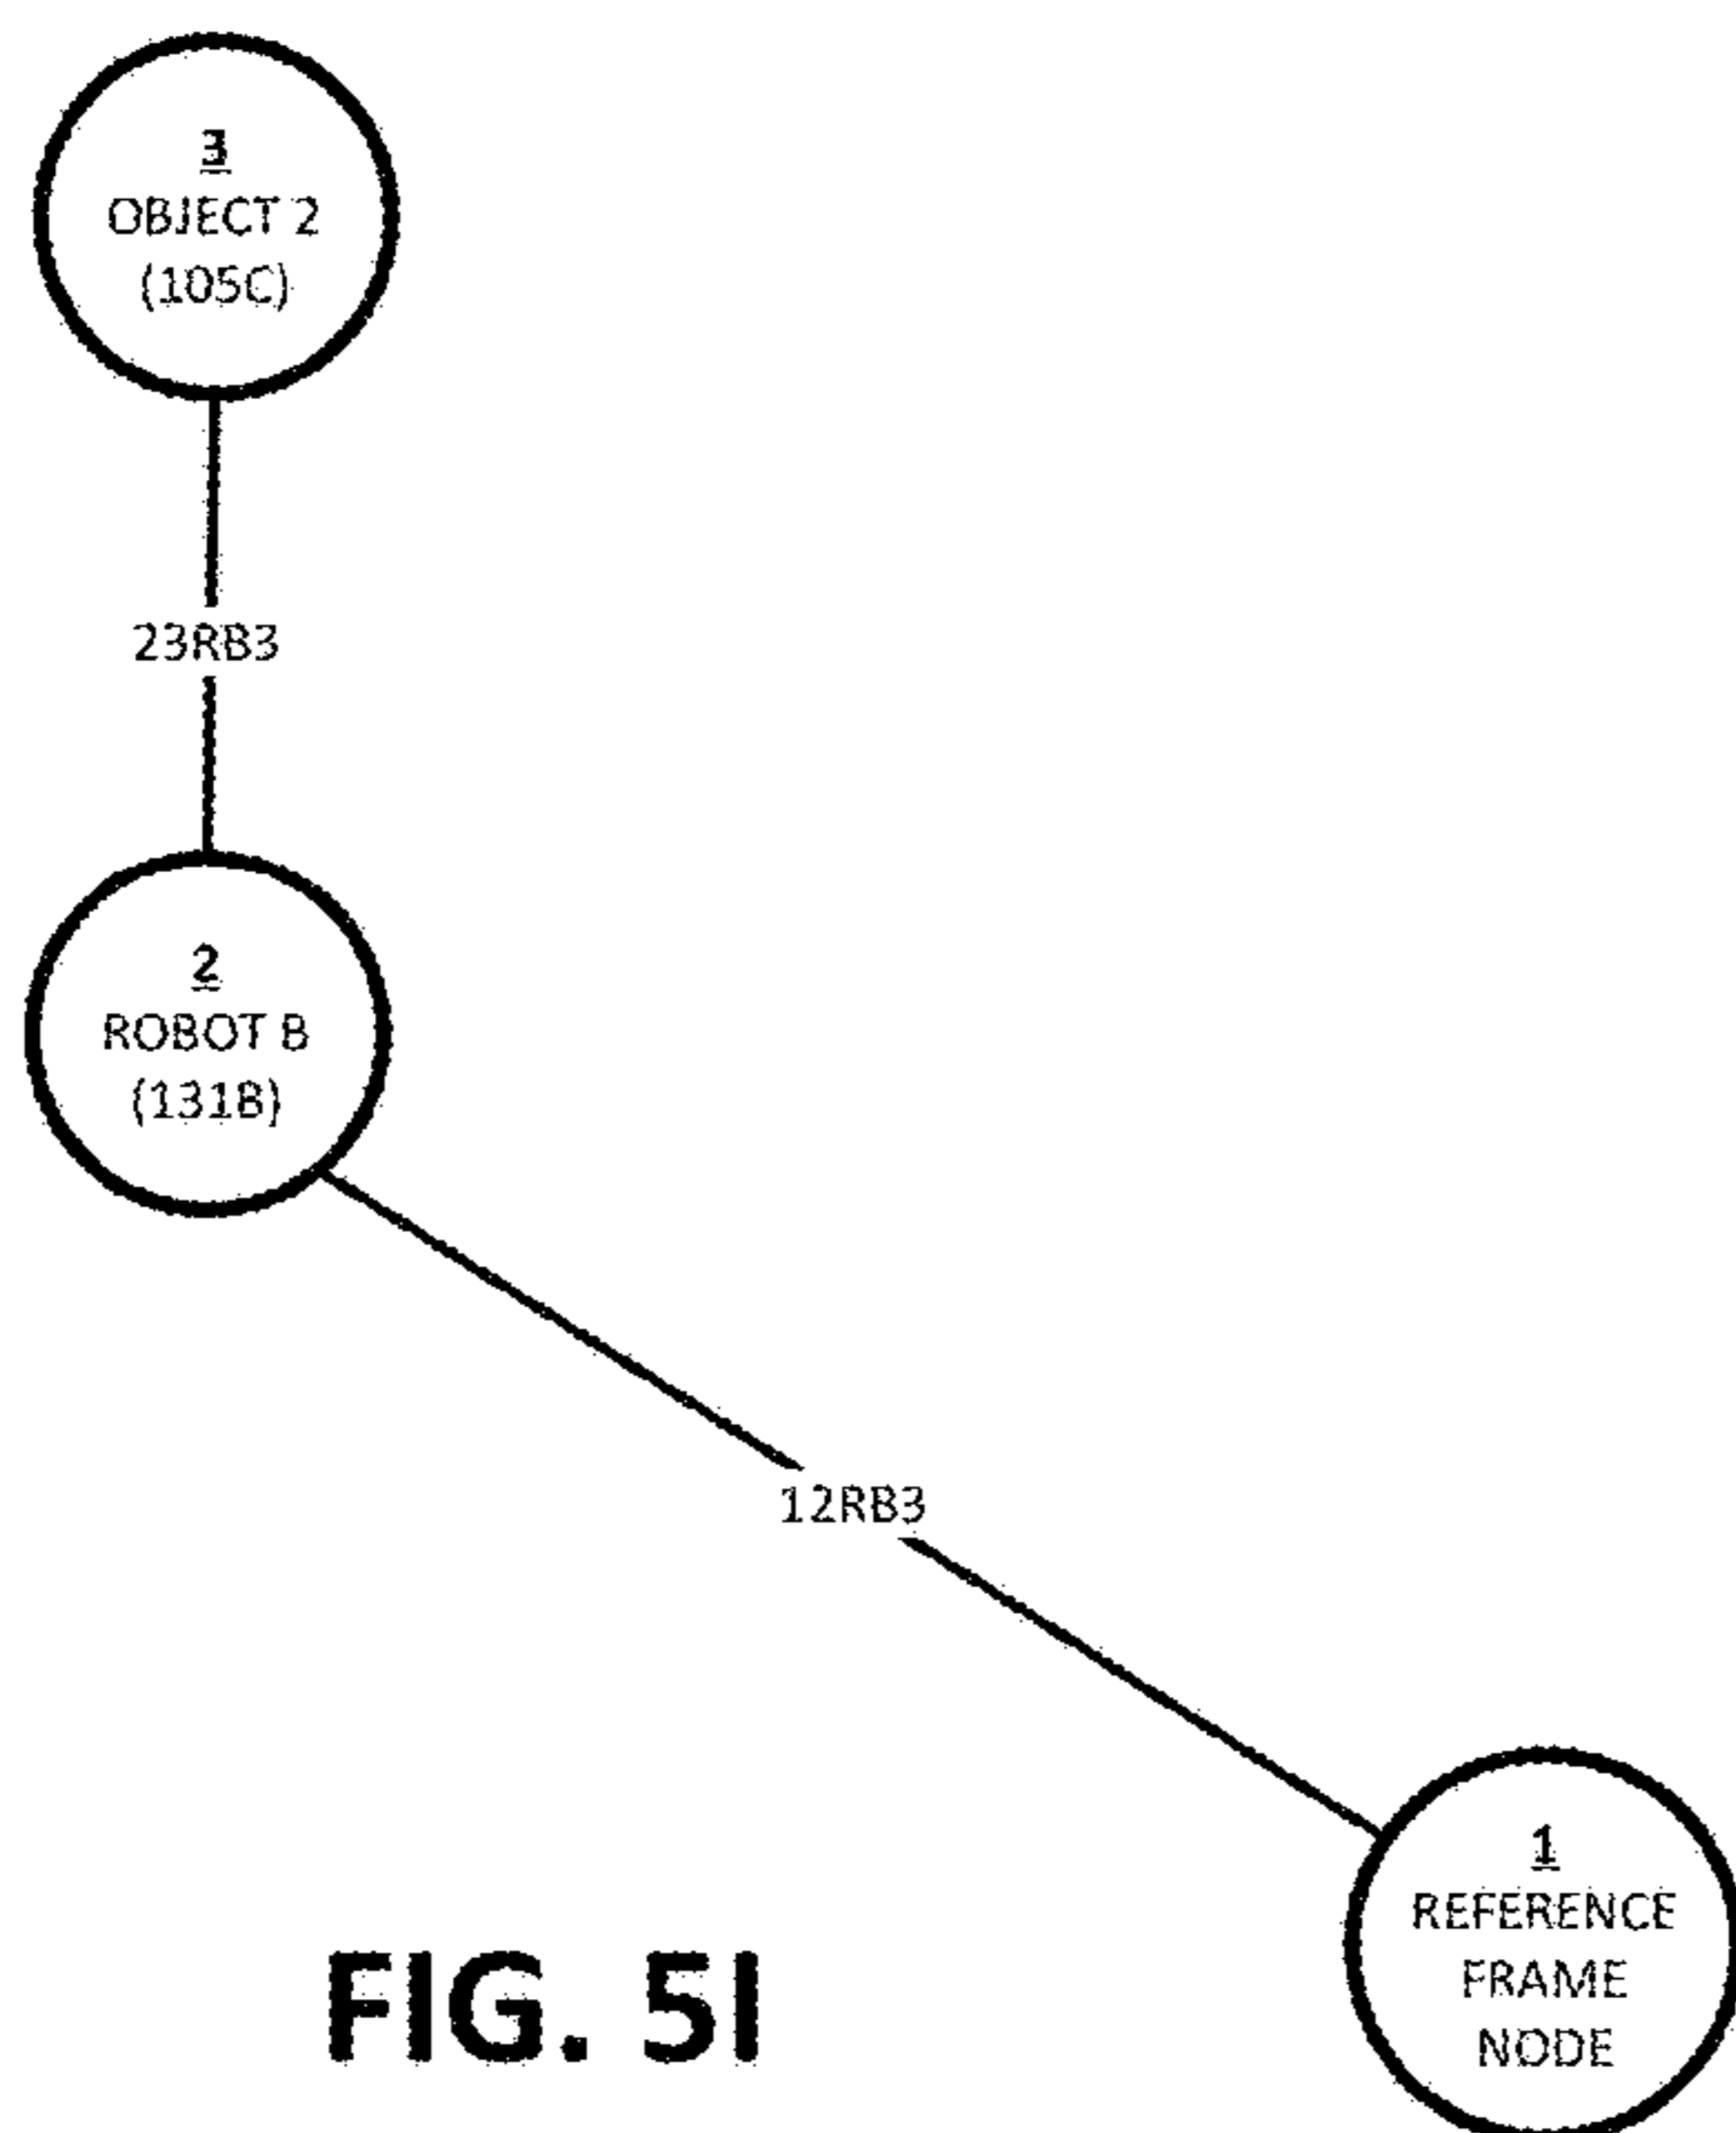 3
OBJECT 2
(105C)
23RB3
2
ROBOT B
(131B)
12RB3
1
REFERENCE
FRAME
NODE
FIG. 5I